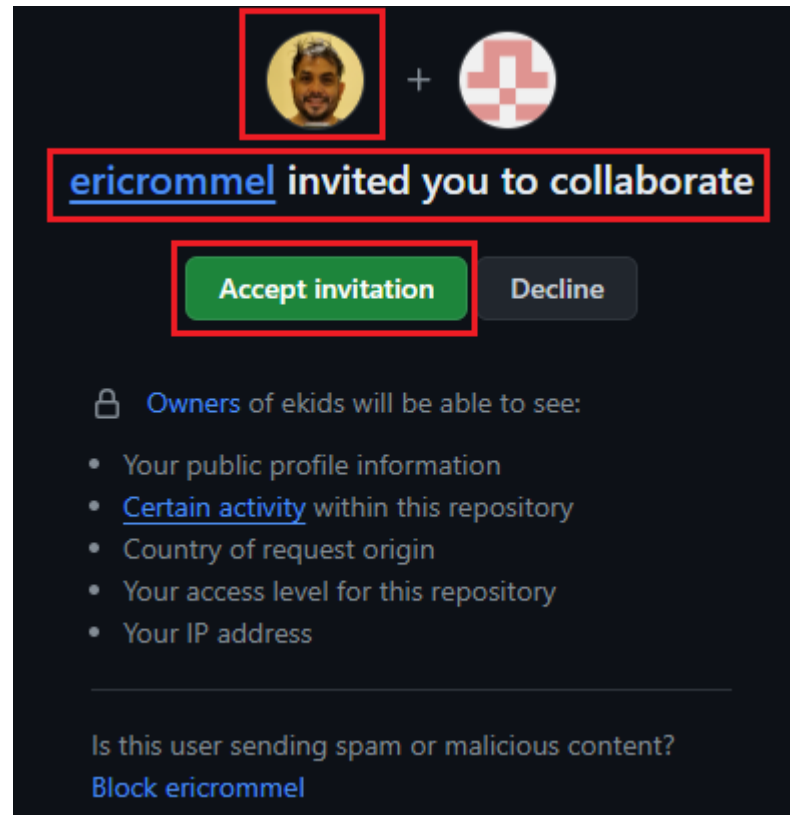 +
ericrommel invited you to collaborate
Accept invitation Decline
Owners of ekids will be able to see:
• Your public profile information
• Certain activity within this repository
• Country of request origin
• Your access level for this repository
• Your IP address
Is this user sending spam or malicious content?
Block ericrommel